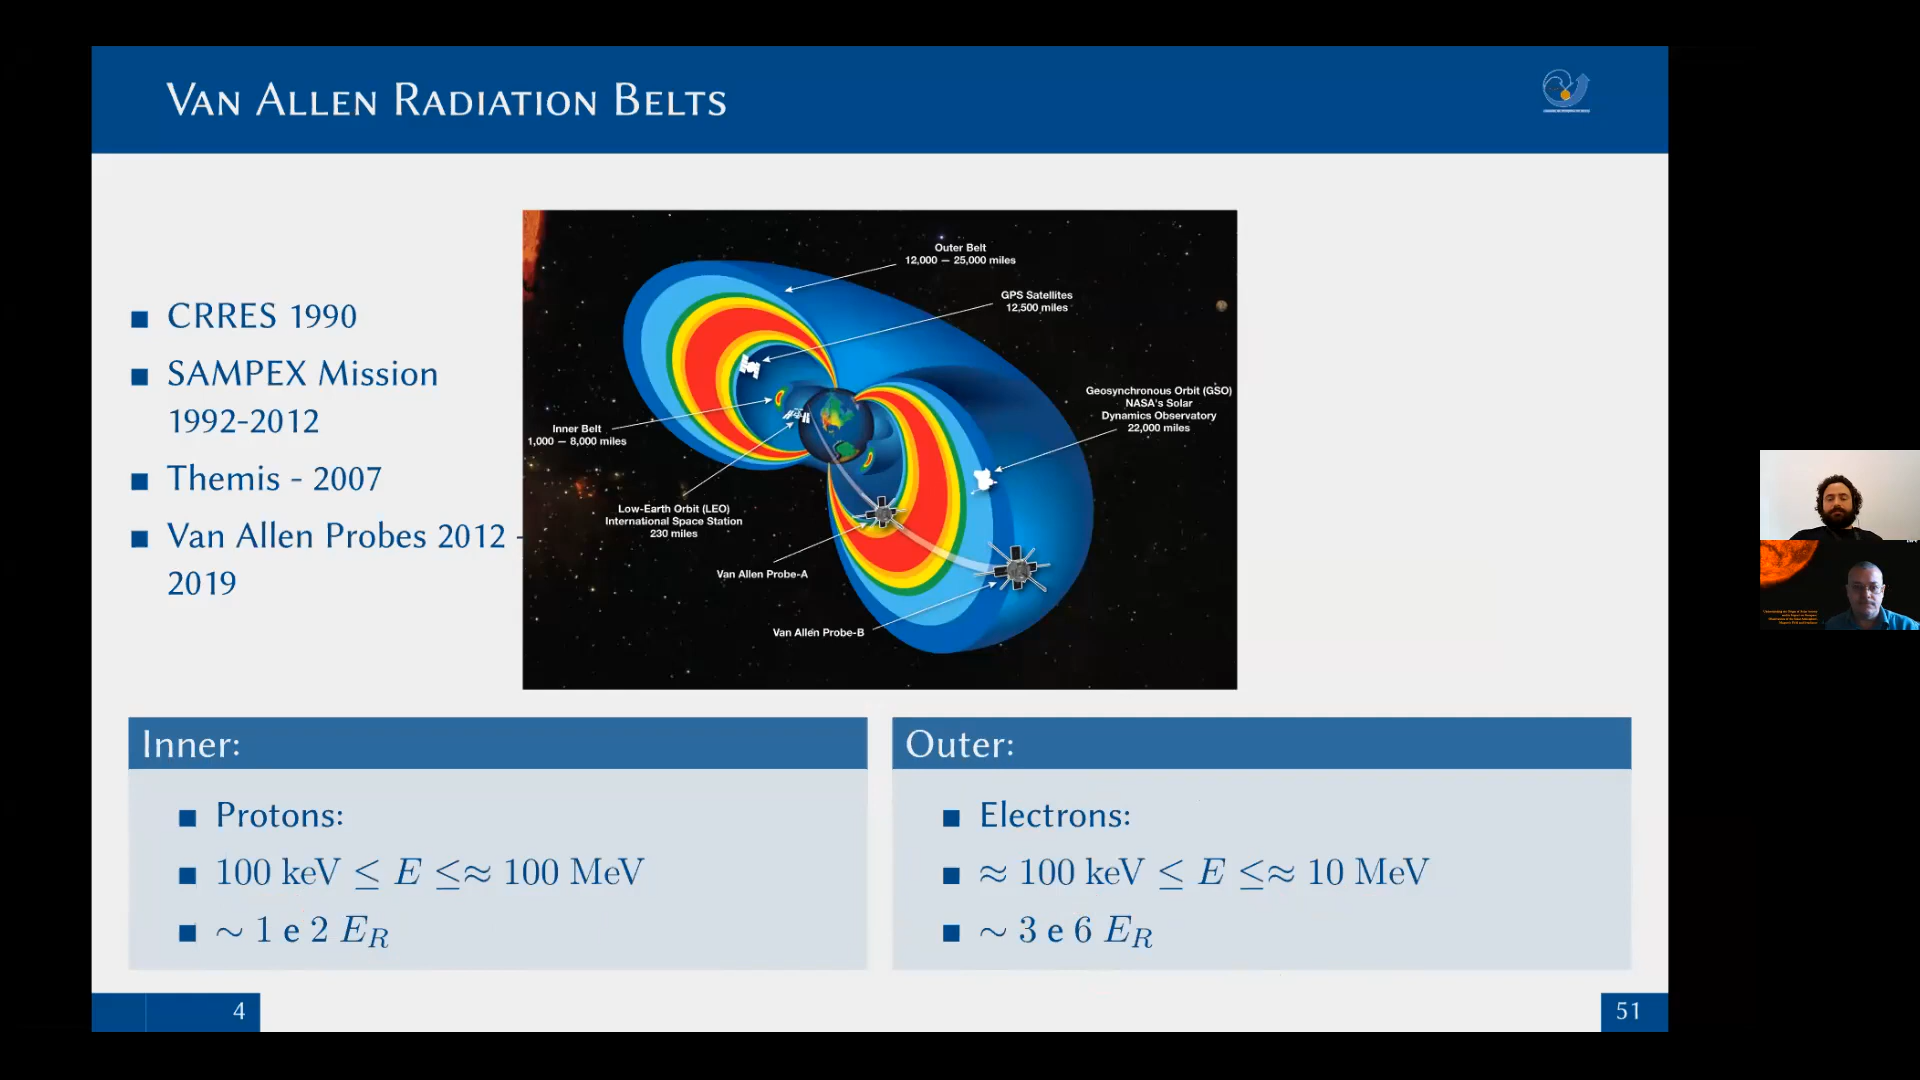 VAN ALLEN RADIATION BELTS
CRRES 1990
SAMPEX Mission
1992-2012
Themis - 2007
Van Allen Probes 2012 -
2019
Outer Belt
12,000 — 25,000 miles
GPS Satellites
12,500 miles
Geosynchronous Orbit (GSO)
NASA's Solar
Dynamics Observatory
22,000 miles
Inner Belt
1,000 — 8,000 miles
Low-Earth Orbit (LEO)
International Space Station
230 miles
Van Allen Probe-A
Van Allen Probe-B
Inner:
Protons:
100 keV ≤ E ≤≈ 100 MeV
∼ 1 e 2 E_R
Outer:
Electrons:
≈ 100 keV ≤ E ≤≈ 10 MeV
∼ 3 e 6 E_R
4
51